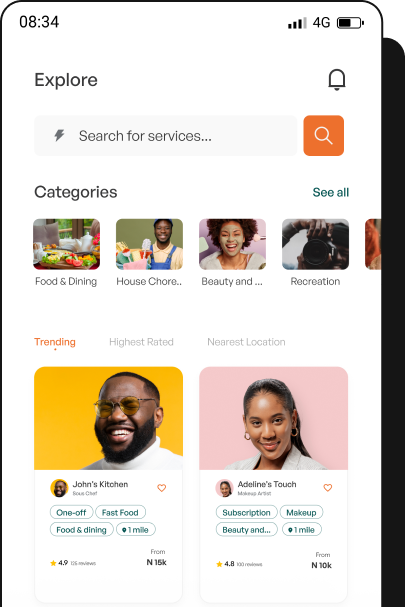 08:34 4G
Explore
Search for services...
Categories See all
Food & Dining House Chore.. Beauty and ... Recreation
Trending Highest Rated Nearest Location
John's Kitchen
Sous Chef
One-off Fast Food
Food & dining 1 mile
From
4.9 125 reviews N 15k
Adeline's Touch
Makeup Artist
Subscription Makeup
Beauty and... 1 mile
From
4.8 100 reviews N 10k